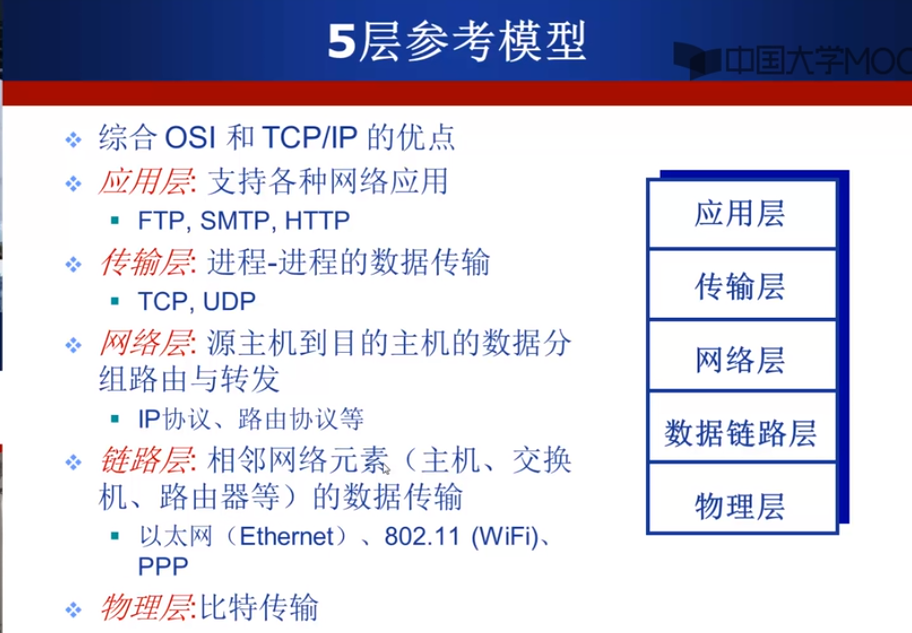 5层参考模型
中国大学MOO
综合 OSI 和 TCP/IP 的优点
应用层: 支持各种网络应用
FTP, SMTP, HTTP
传输层: 进程-进程的数据传输
TCP, UDP
网络层: 源主机到目的主机的数据分
组路由与转发
IP协议、路由协议等
链路层: 相邻网络元素（主机、交换
机、路由器等）的数据传输
以太网（Ethernet）、802.11 (WiFi)、
PPP
物理层:比特传输
应用层
传输层
网络层
数据链路层
物理层